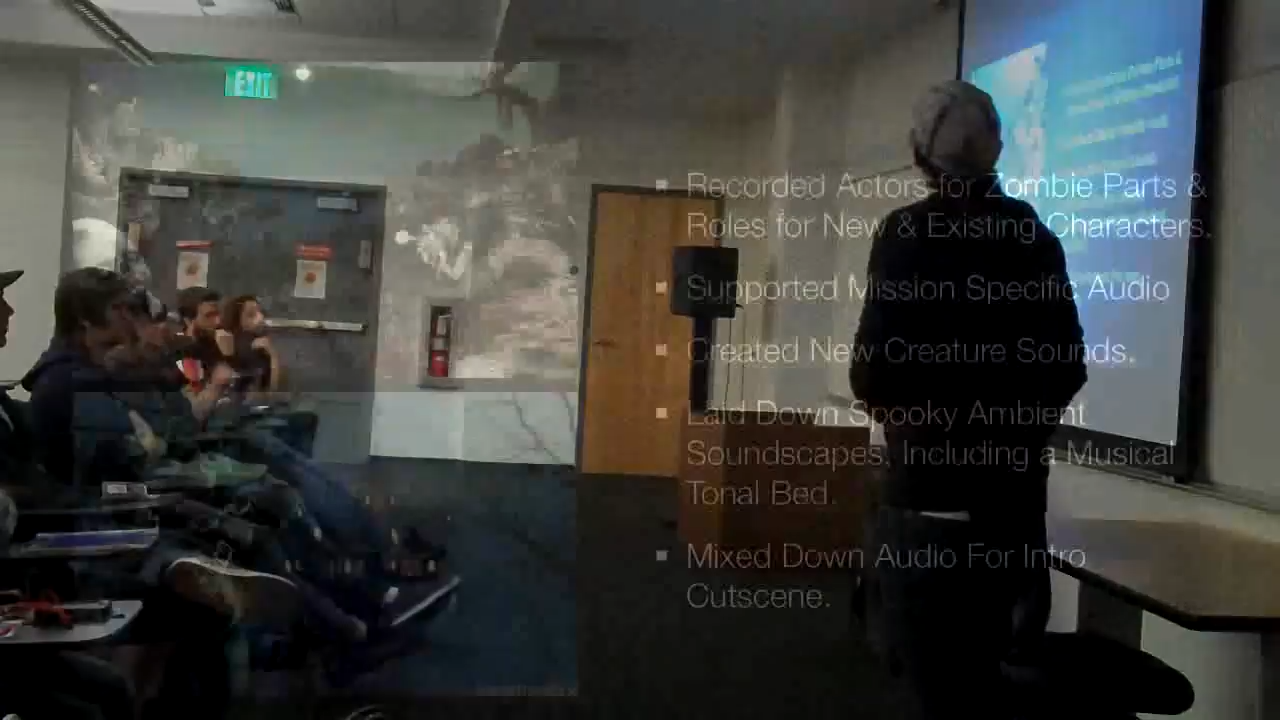 EXIT
Recorded Actors for Zombie Parts &
Roles for New & Existing Characters.
Supported Mission Specific Audio
Created New Creature Sounds.
Laid Down Spooky Ambient
Soundscapes, Including a Musical
Tonal Bed.
Mixed Down Audio For Intro
Cutscene.